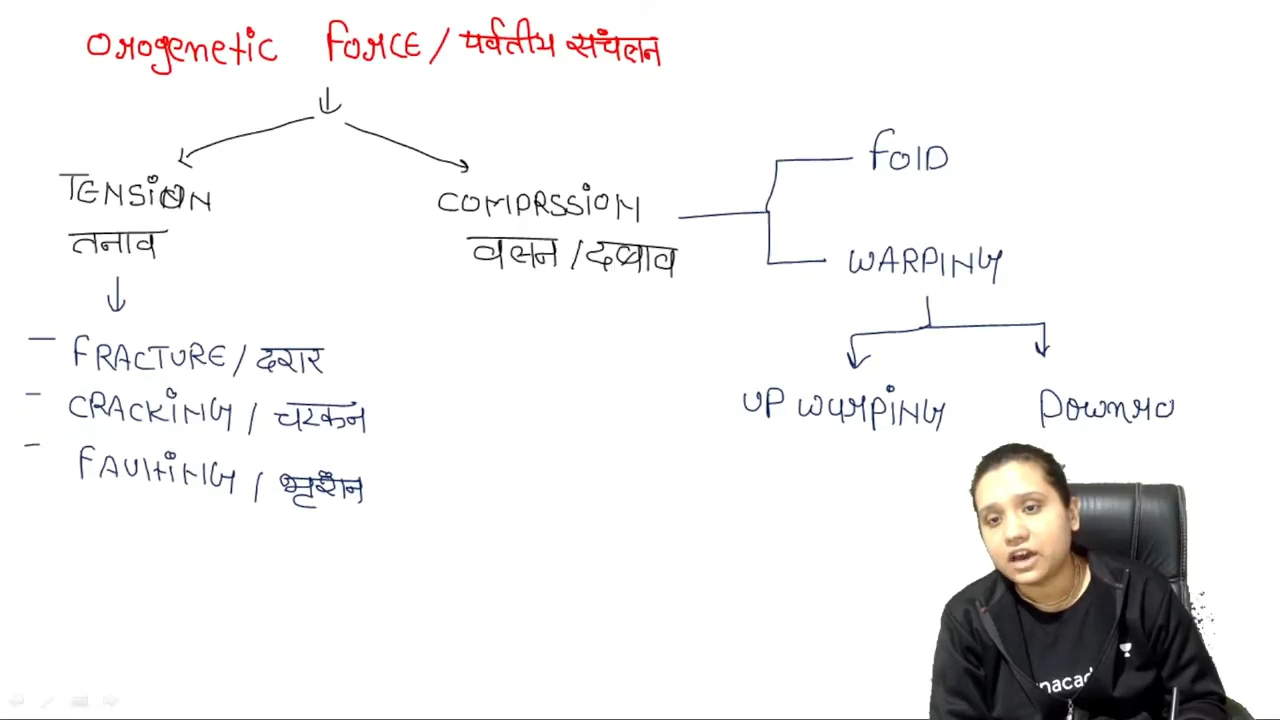 Orogenetic Force / पर्वतीय संचलन
TENSION
तनाव
COMPRSSION
वलन / दबाव
FOLD
WARPING
FRACTURE / दरार
CRACKING / चटकन
FAULTING / भृंशन
UP WARPING
nacad